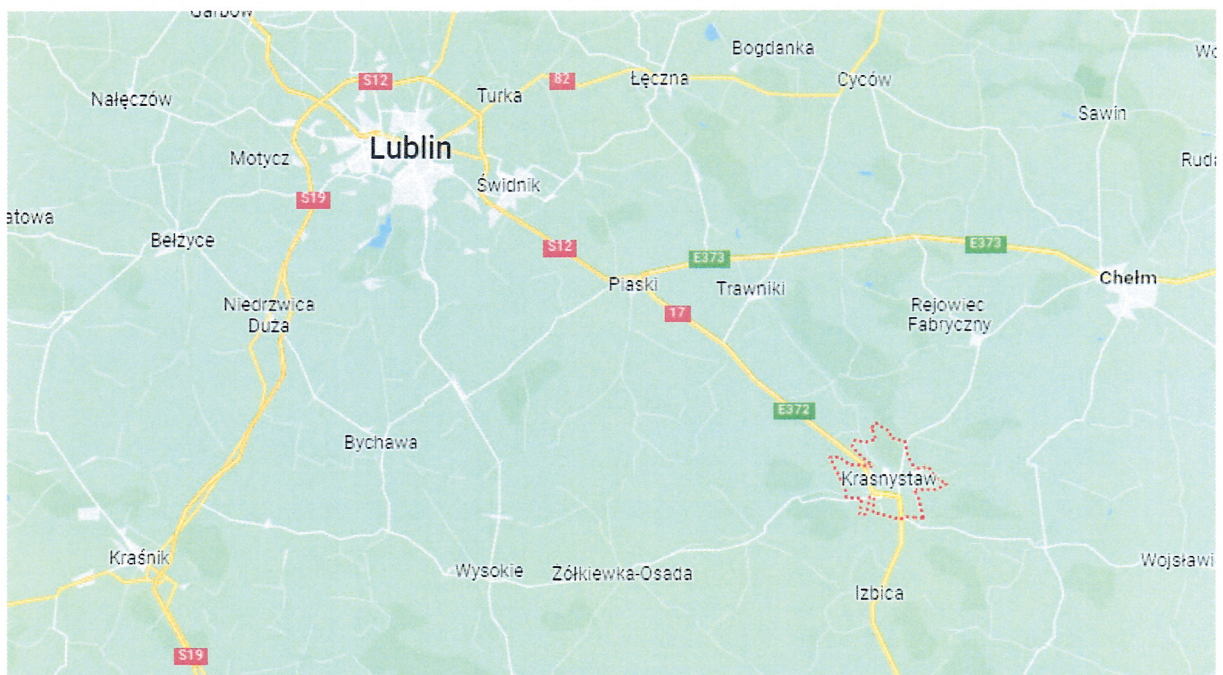 Garbów
Bogdanka
S12
82
Łęczna
Cyców
Nałęczów
Turka
Sawin
Lublin
Motycz
Ruda
Świdnik
S19
atowa
Bełżyce
S12
E373
E373
Chełm
Piaski
Trawniki
Niedrzwica
Duża
Rejowiec
Fabryczny
17
E372
Bychawa
Krasnystaw
Kraśnik
Wysokie
Żółkiewka-Osada
Wojsławi
Izbica
S19